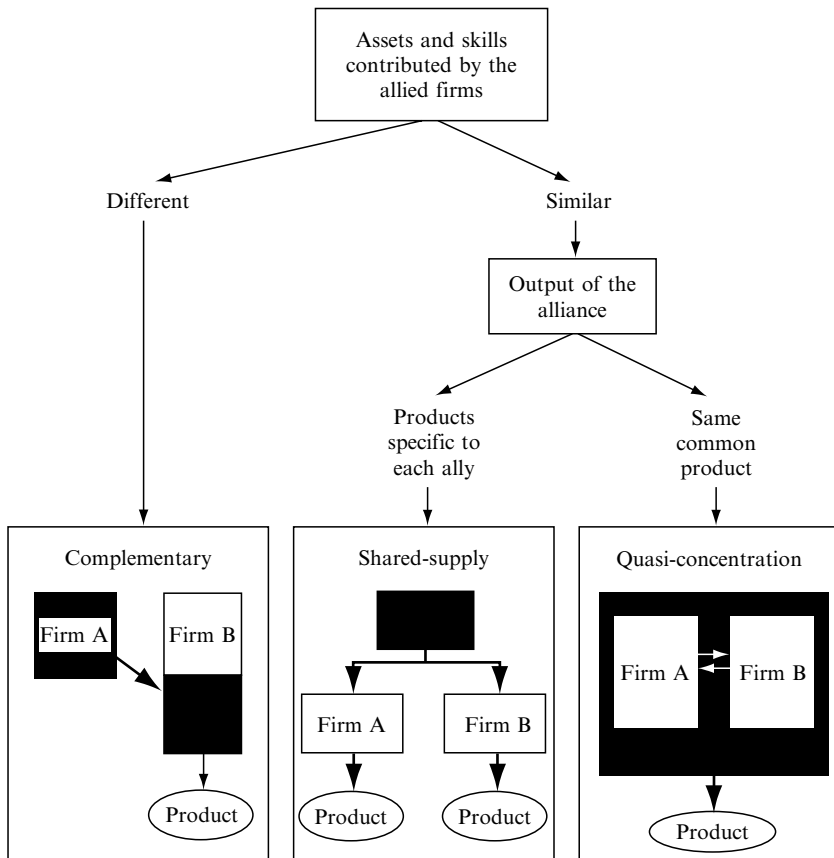 Assets and skills
contributed by the
allied firms
Different
Similar
Output of the
alliance
Products
specific to
each ally
Same
common
product
Complementary
Firm A
Firm B
Product
Shared-supply
Firm A
Firm B
Product
Product
Quasi-concentration
Firm A
Firm B
Product